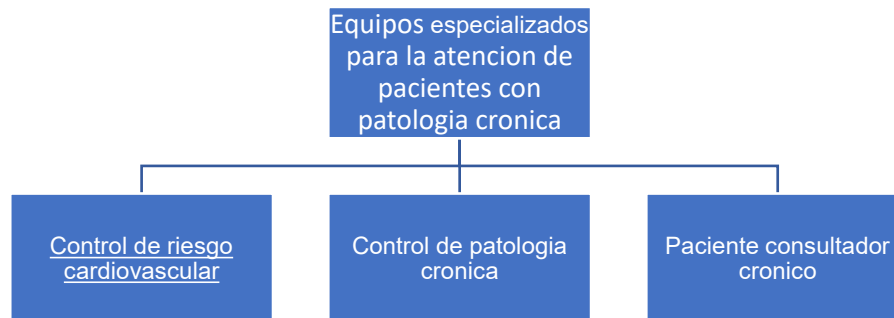 Equipos especializados
para la atencion de
pacientes con
patologia cronica
Control de riesgo
cardiovascular
Control de patologia
cronica
Paciente consultador
cronico